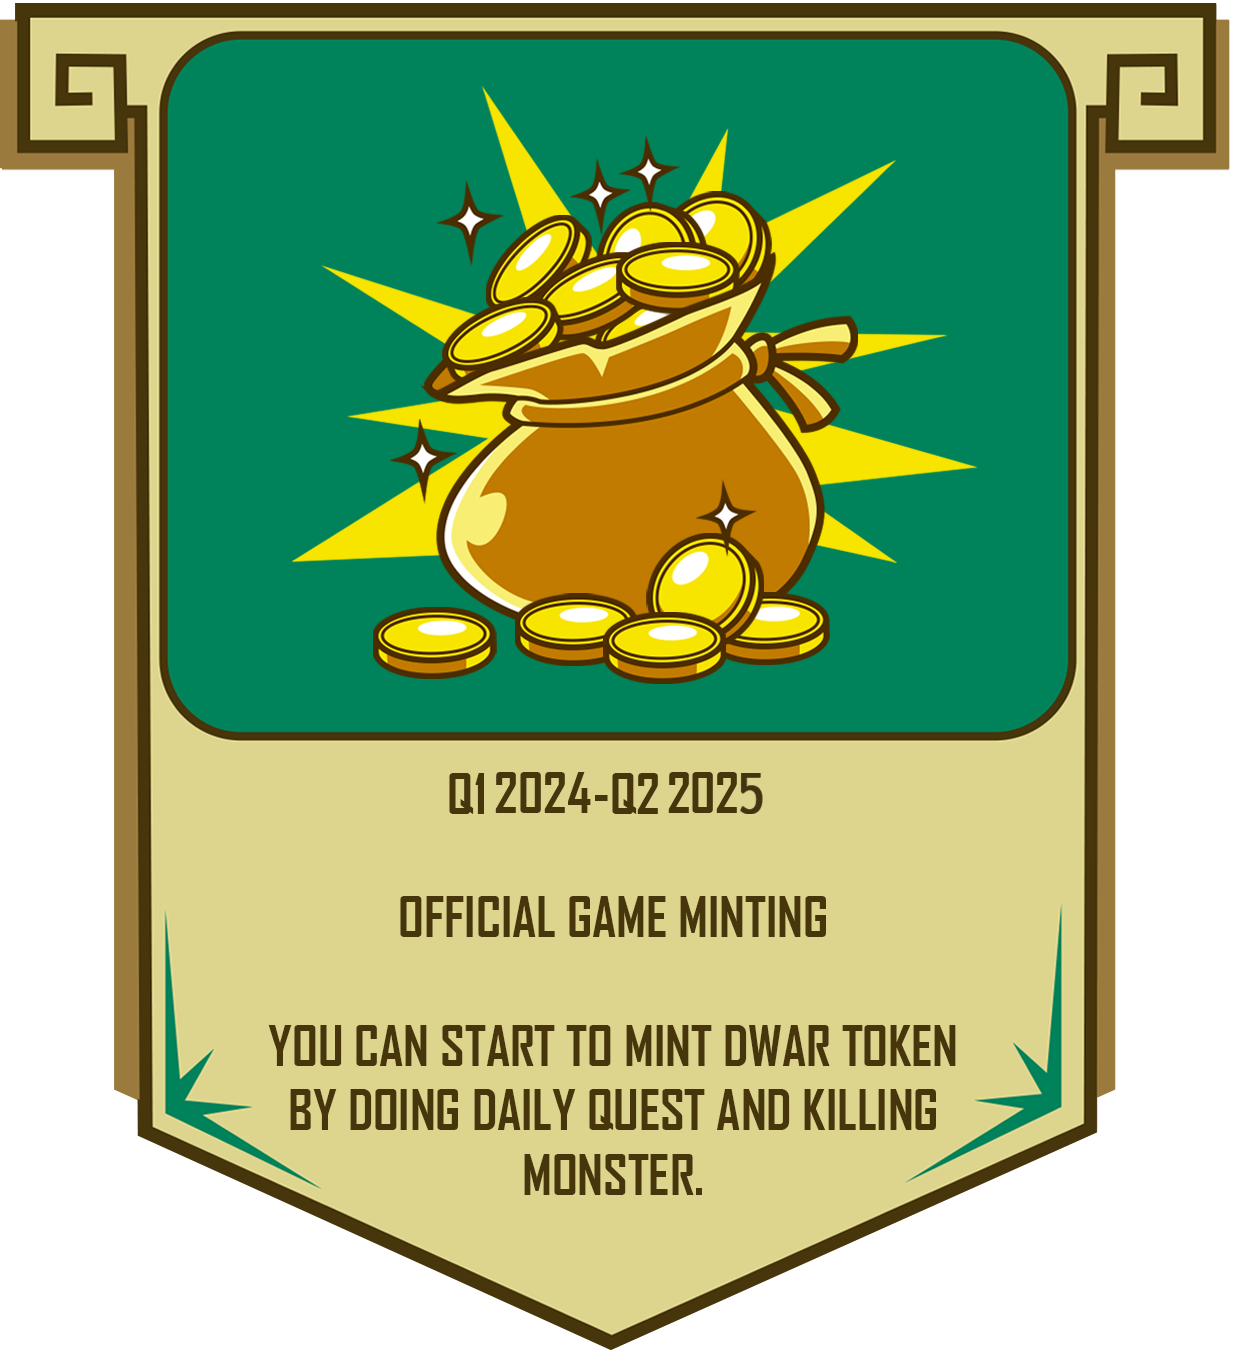 Q1 2024-Q2 2025
OFFICIAL GAME MINTING
YOU CAN START TO MINT DWAR TOKEN
BY DOING DAILY QUEST AND KILLING
MONSTER.